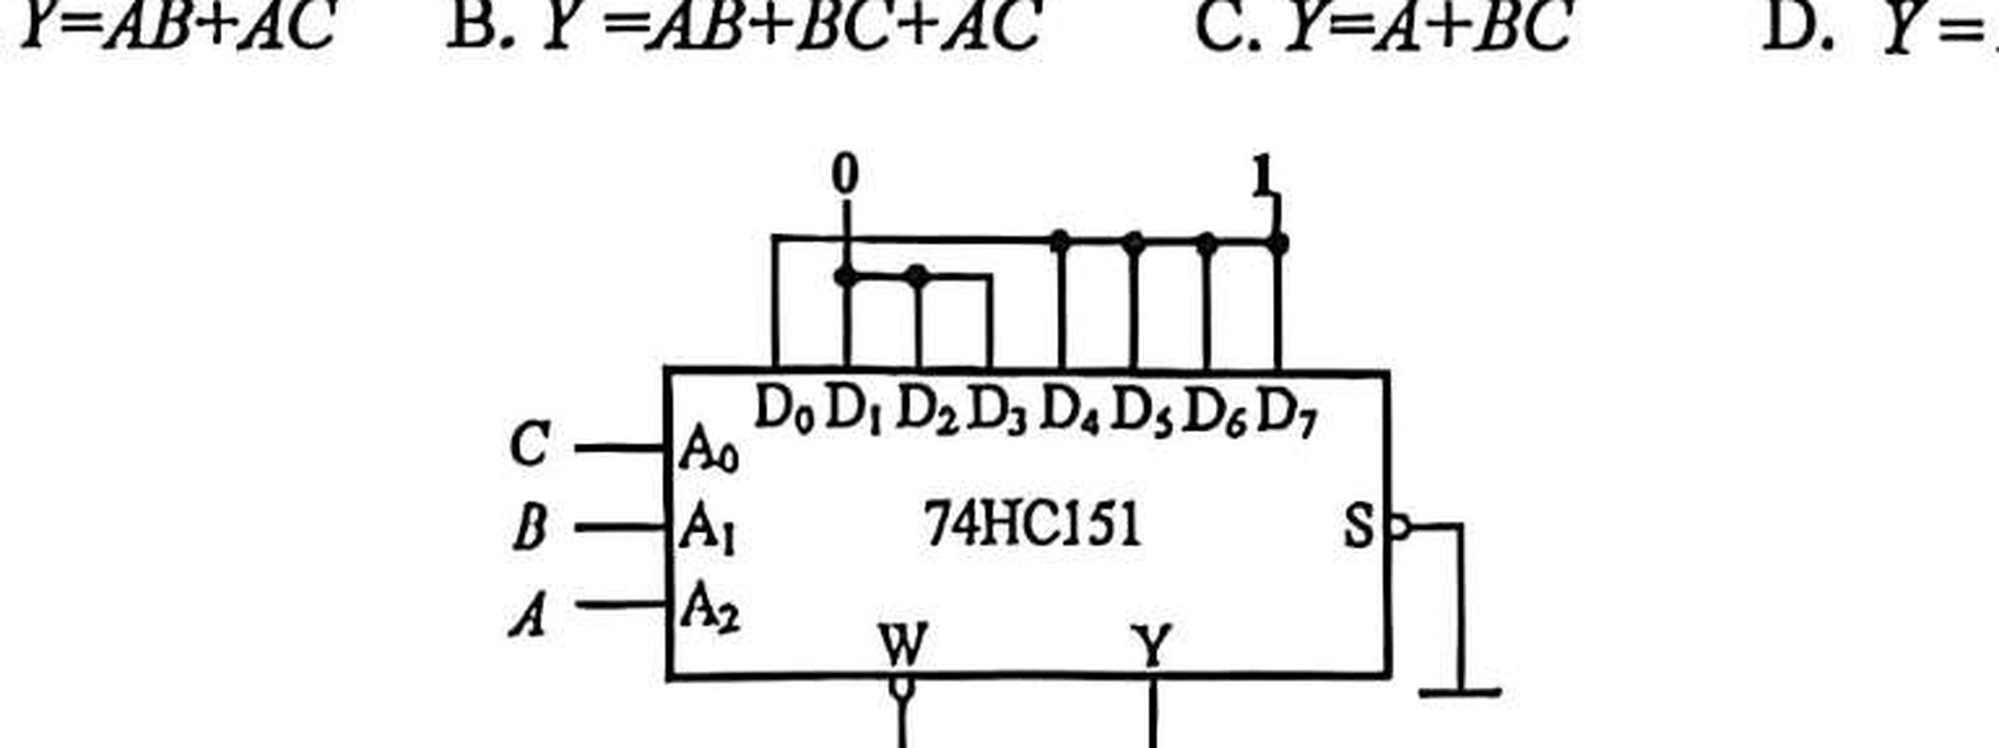 Y=AB+AC B. Y=AB+BC+AC C. Y=A+BC D. Y=
0 1
D₀ D₁ D₂ D₃ D₄ D₅ D₆ D₇
C A₀
B A₁ 74HC151 S
A A₂
W Y